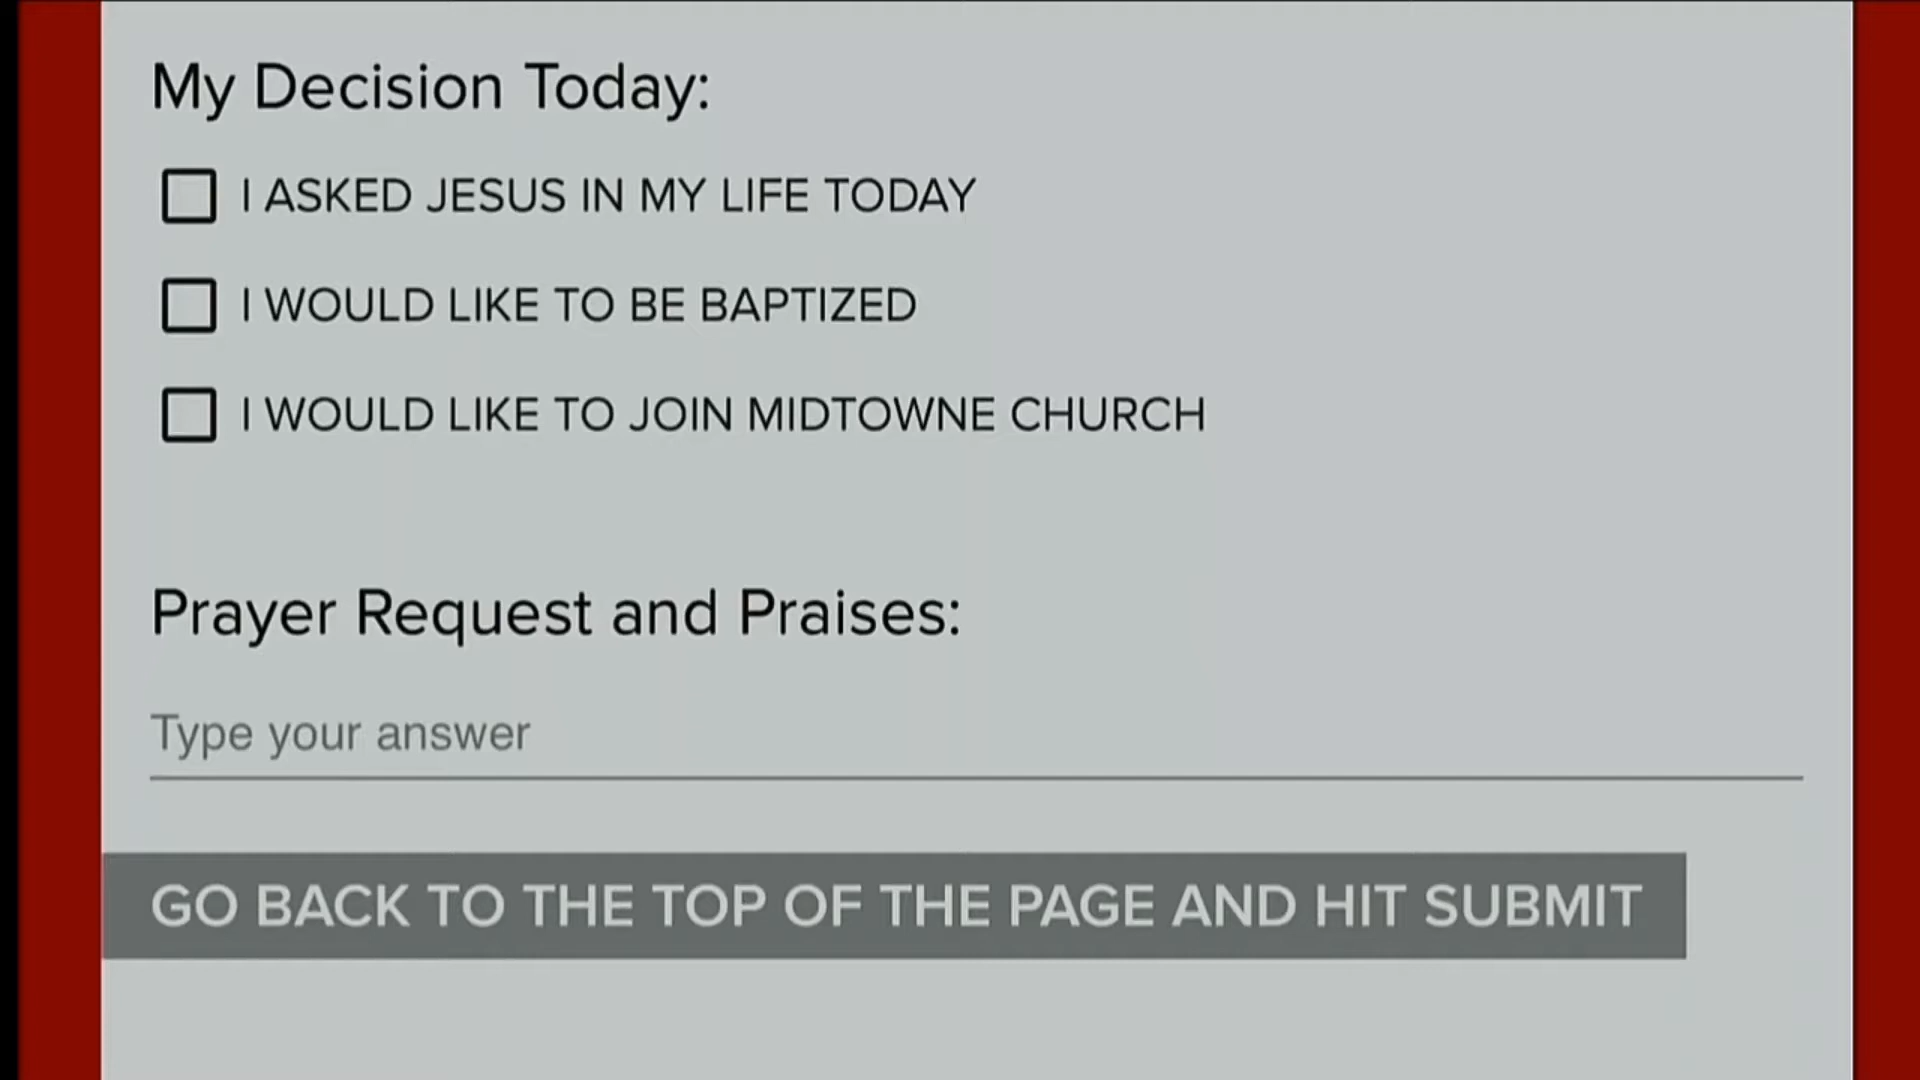 My Decision Today:
I ASKED JESUS IN MY LIFE TODAY
I WOULD LIKE TO BE BAPTIZED
I WOULD LIKE TO JOIN MIDTOWNE CHURCH
Prayer Request and Praises:
Type your answer
GO BACK TO THE TOP OF THE PAGE AND HIT SUBMIT